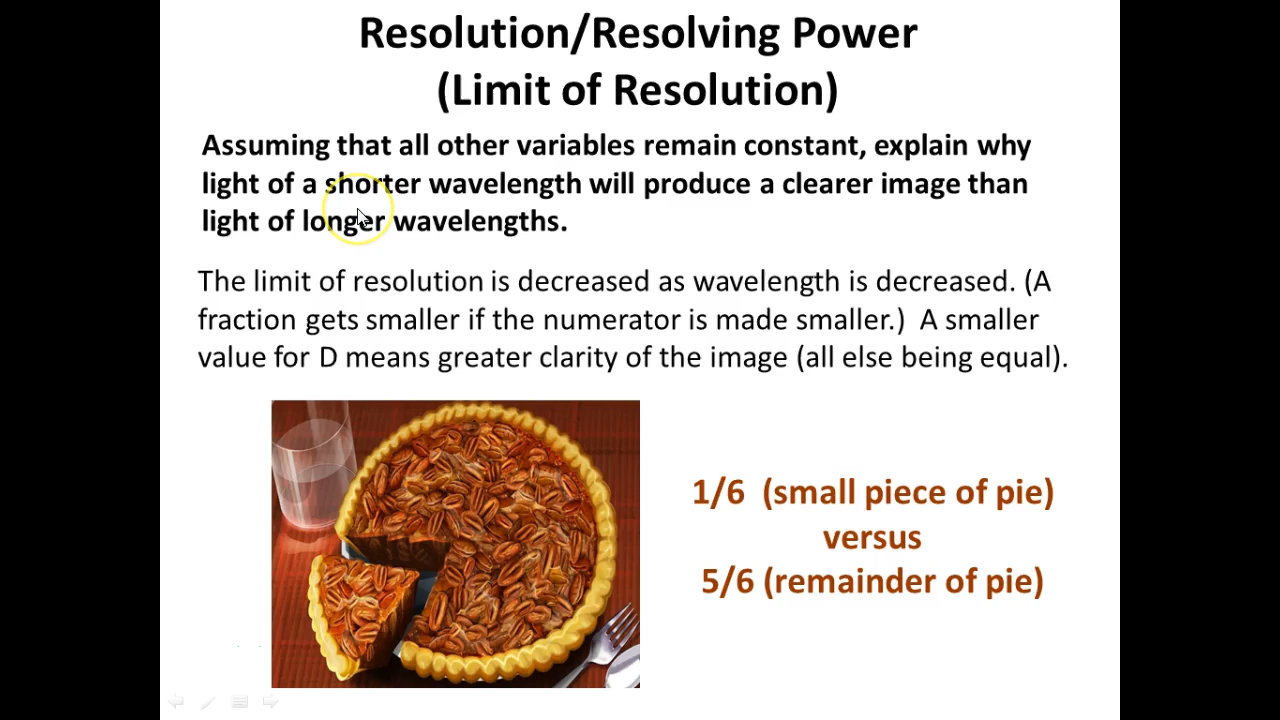 Resolution/Resolving Power
(Limit of Resolution)
Assuming that all other variables remain constant, explain why
light of a shorter wavelength will produce a clearer image than
light of longer wavelengths.
The limit of resolution is decreased as wavelength is decreased. (A
fraction gets smaller if the numerator is made smaller.)  A smaller
value for D means greater clarity of the image (all else being equal).
1/6  (small piece of pie)
versus
5/6 (remainder of pie)